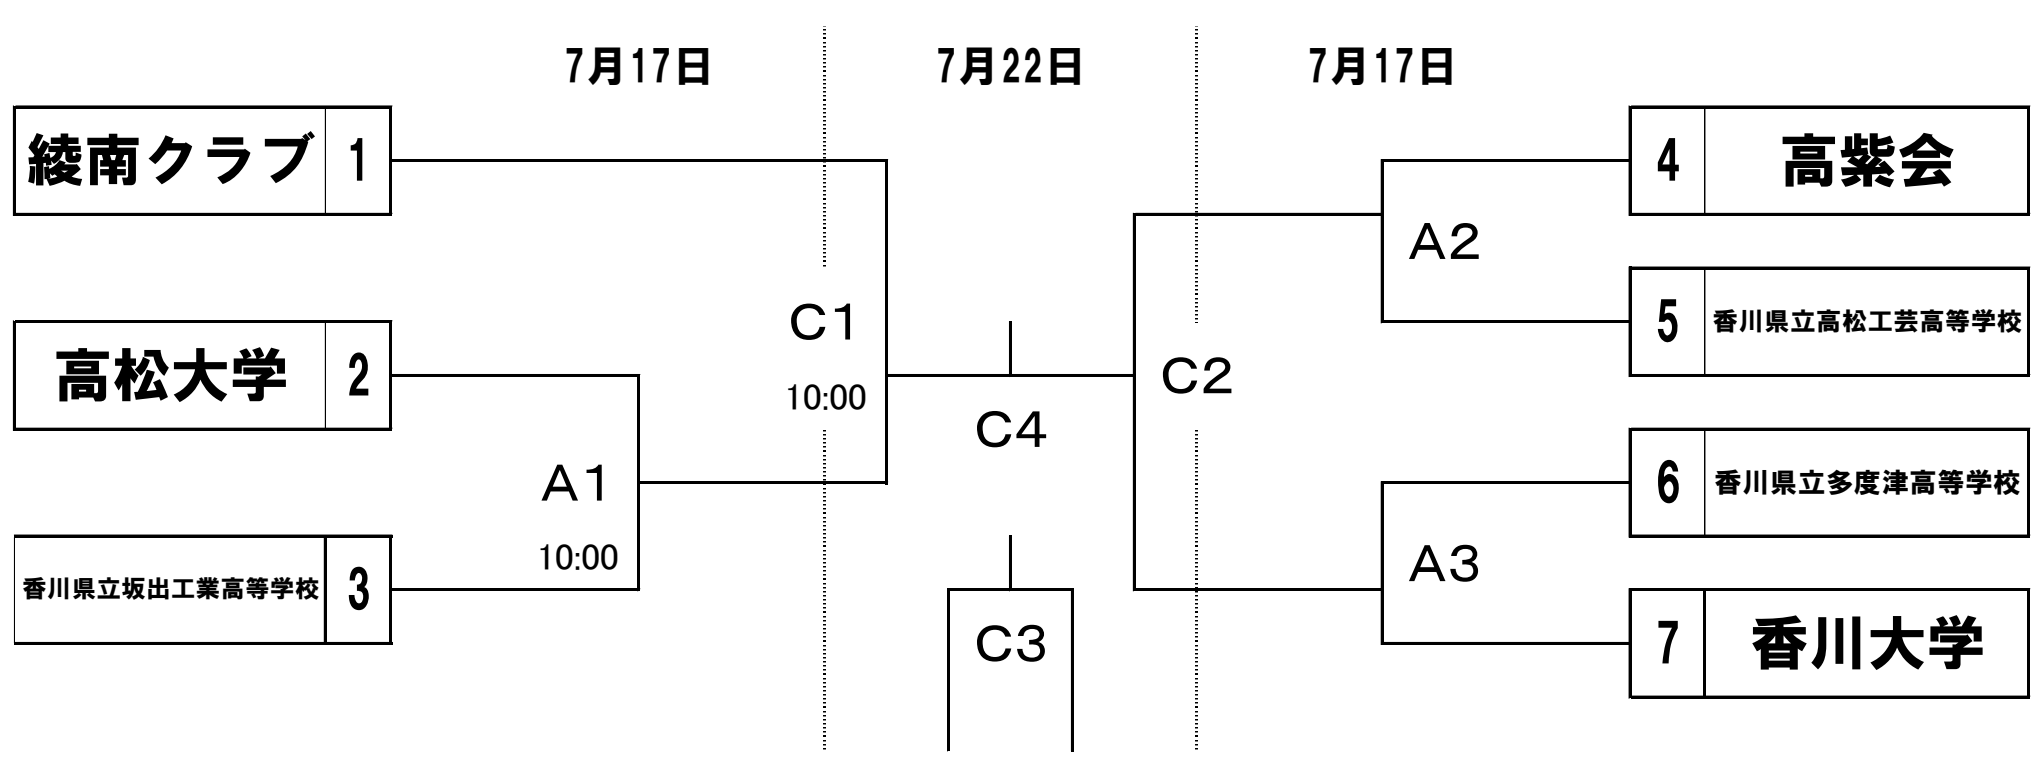 7月17日
7月22日
7月17日
綾南クラブ 1
4 高紫会
A2
C1
5 香川県立高松工芸高等学校
高松大学 2
C2
10:00
C4
A1
6 香川県立多度津高等学校
10:00
A3
香川県立坂出工業高等学校 3
C3
7 香川大学